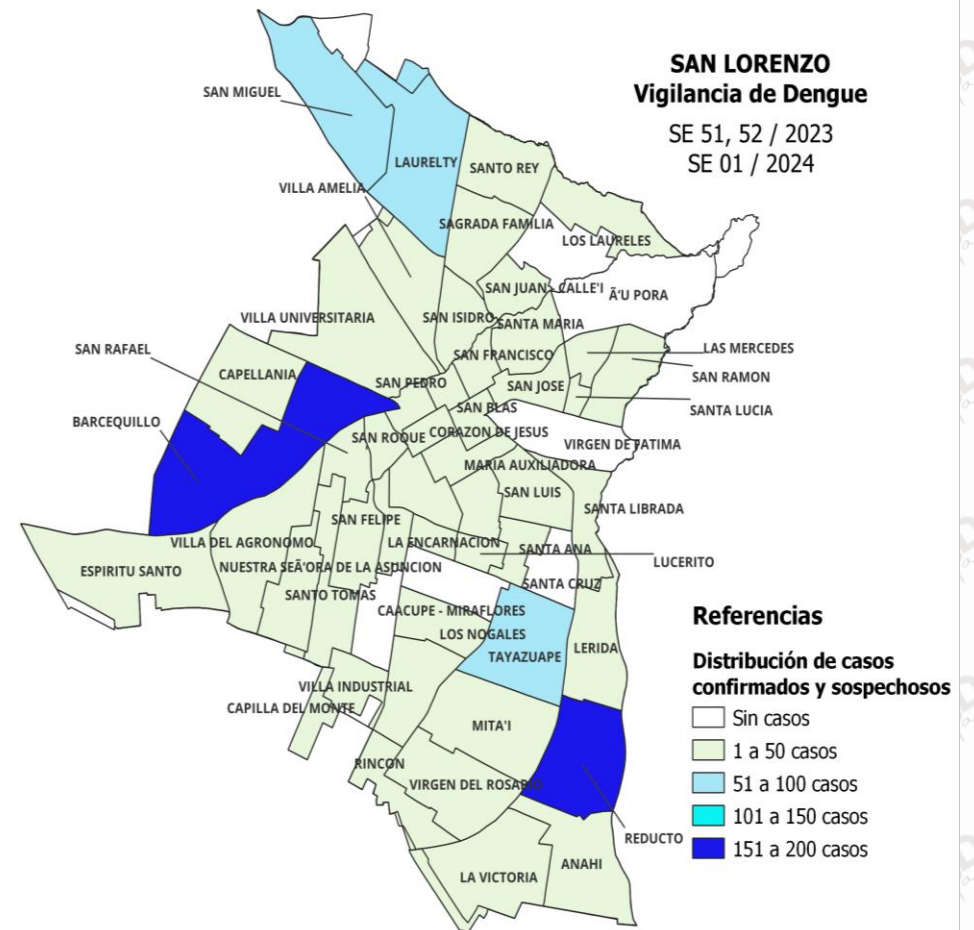 SAN LORENZO
Vigilancia de Dengue
SE 51, 52 / 2023
SE 01 / 2024
SAN MIGUEL
LAURELTY
SANTO REY
VILLA AMELIA
SAGRADA FAMILIA
LOS LAURELES
SAN JUAN - CALLE'I
Ã'U PORA
VILLA UNIVERSITARIA
SAN ISIDRO
SANTA MARIA
SAN RAFAEL
SAN FRANCISCO
LAS MERCEDES
CAPELLANIA
SAN PEDRO
SAN JOSE
SAN RAMON
SAN BLAS
SANTA LUCIA
BARCEQUILLO
SAN ROQUE
CORAZON DE JESUS
VIRGEN DE FATIMA
MARIA AUXILIADORA
SAN LUIS
SANTA LIBRADA
SAN FELIPE
VILLA DEL AGRONOMO
LA ENCARNACION
SANTA ANA
LUCERITO
ESPIRITU SANTO
NUESTRA SEÃ'ORA DE LA ASUNCION
SANTA CRUZ
SANTO TOMAS
CAACUPE - MIRAFLORES
LOS NOGALES
TAYAZUAPE
LERIDA
VILLA INDUSTRIAL
CAPILLA DEL MONTE
MITA'I
RINCON
VIRGEN DEL ROSARIO
REDUCTO
ANAHI
LA VICTORIA
Referencias
Distribución de casos
confirmados y sospechosos
Sin casos
1 a 50 casos
51 a 100 casos
101 a 150 casos
151 a 200 casos